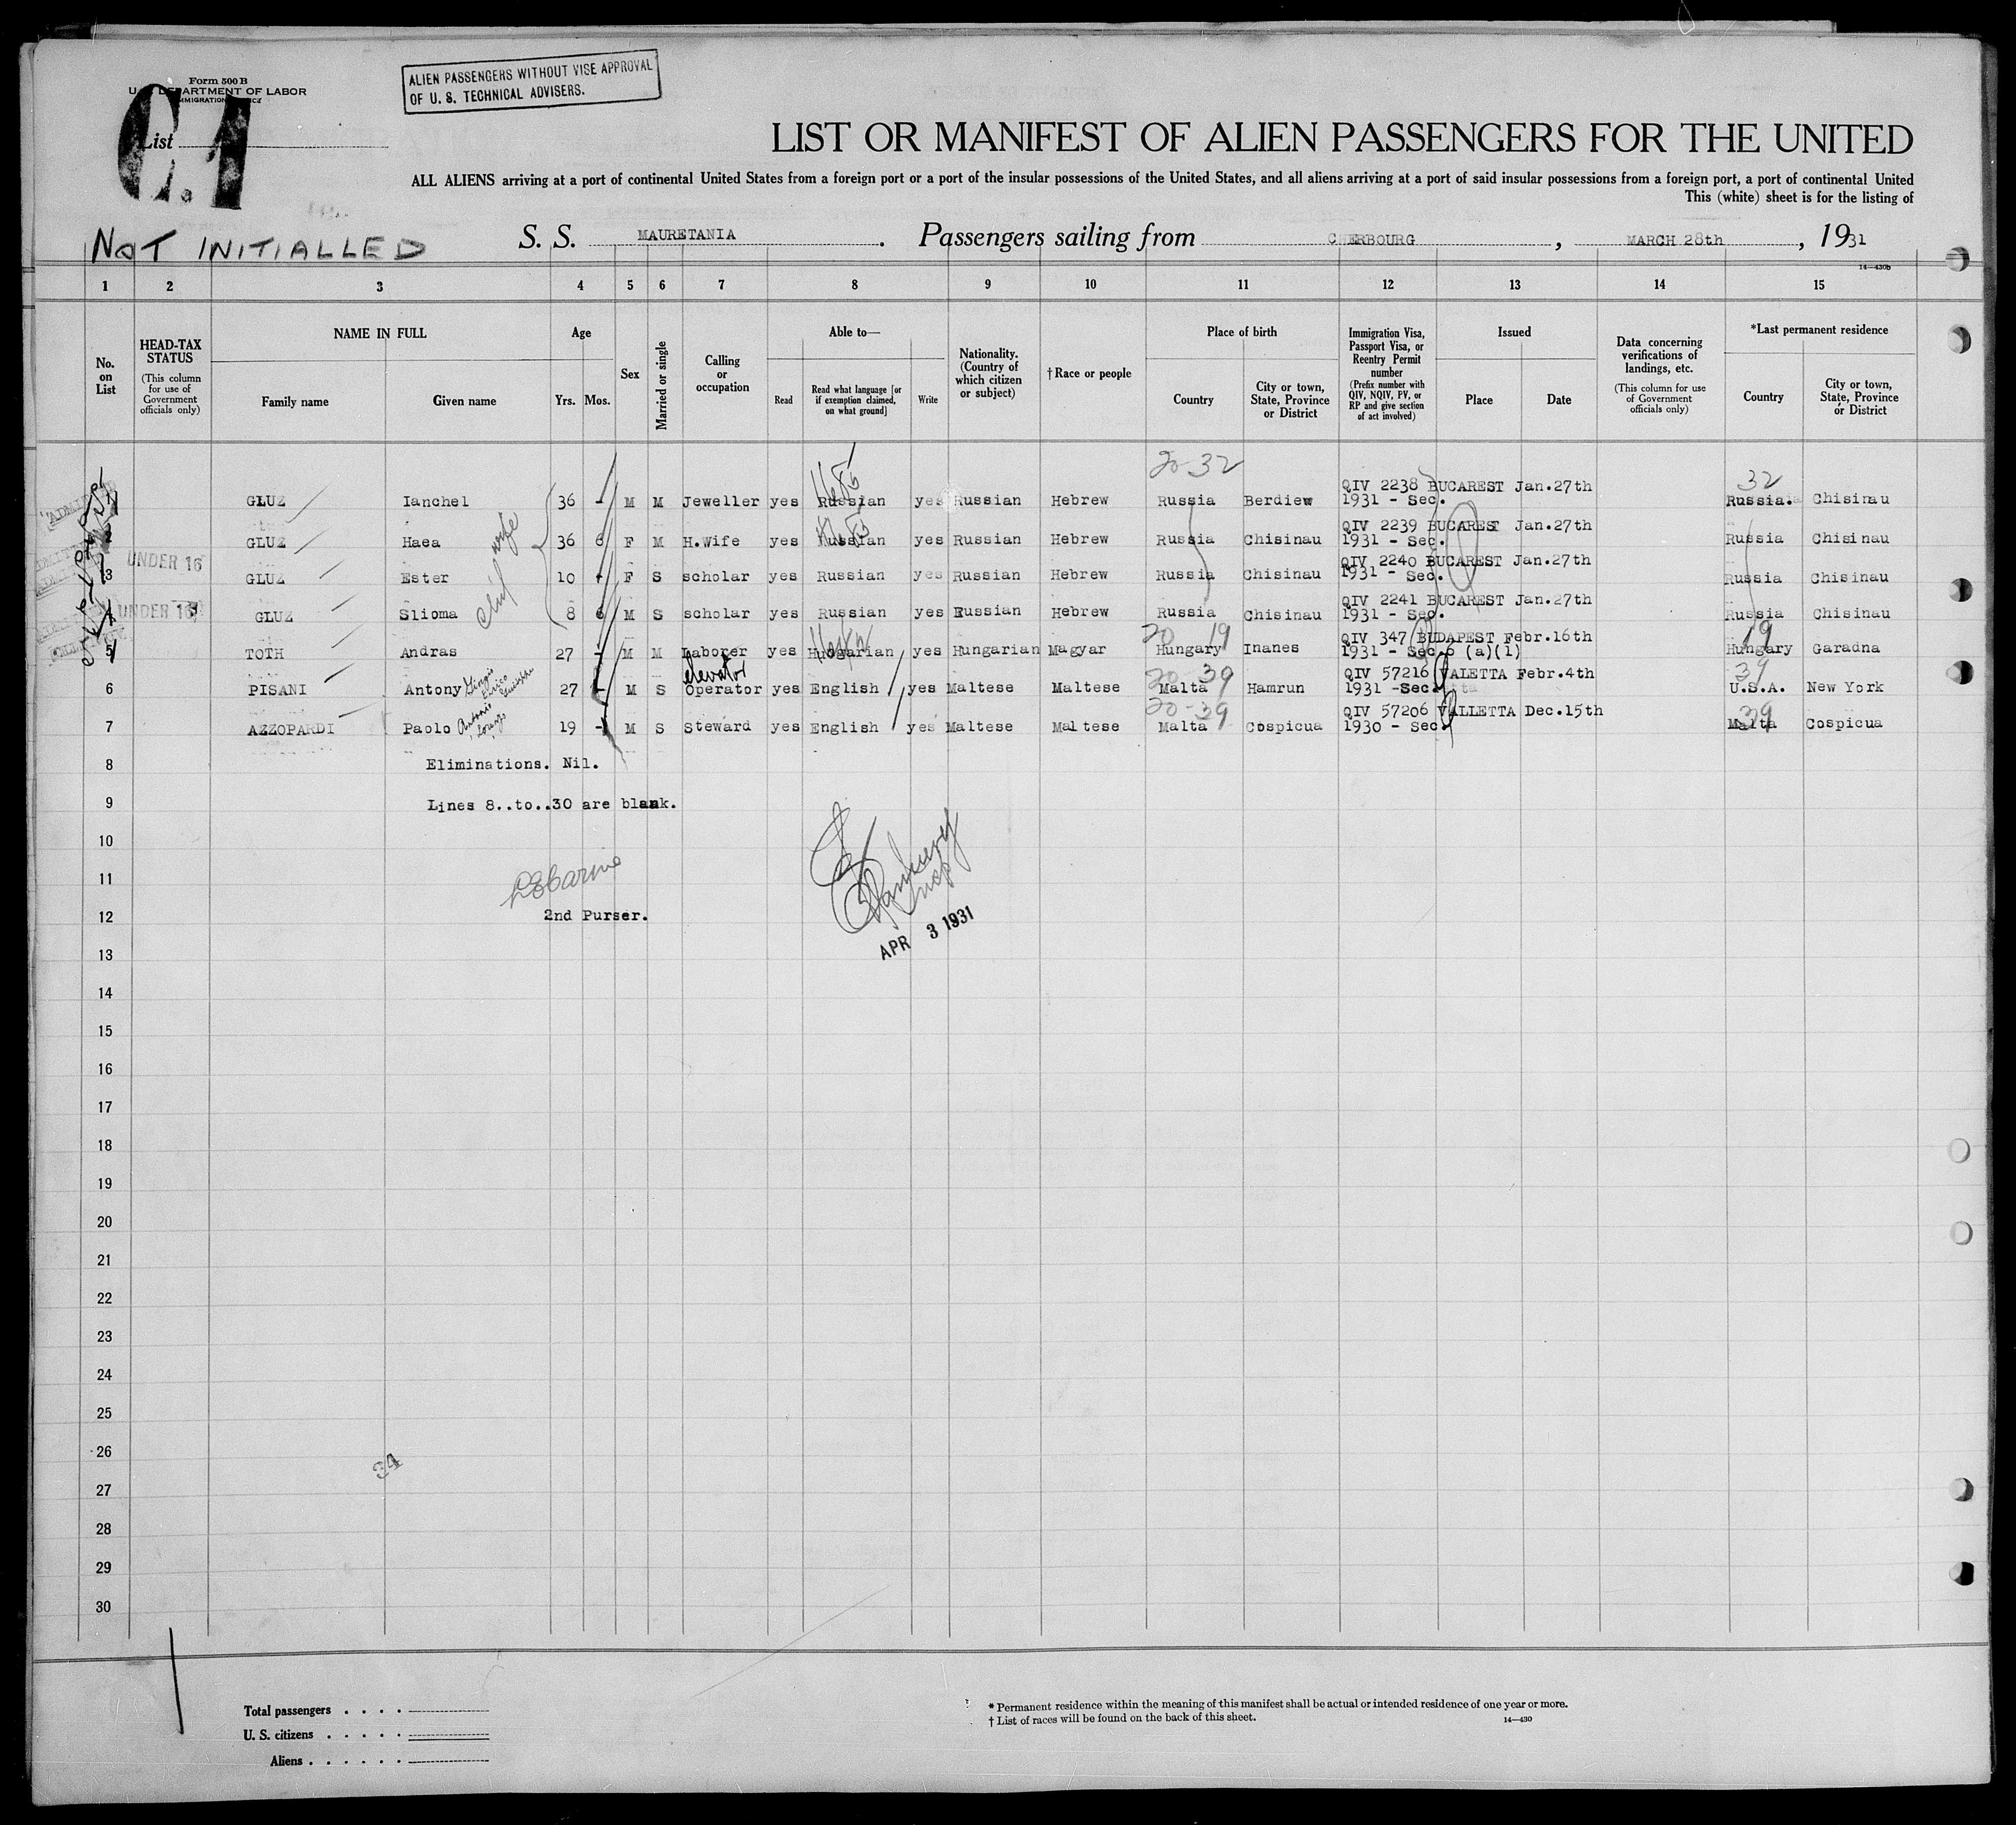 Form 500 B
U. S. DEPARTMENT OF LABOR
IMMIGRATION SERVICE
List
C.1
ALIEN PASSENGERS WITHOUT VISE APPROVAL
OF U. S. TECHNICAL ADVISERS.
LIST OR MANIFEST OF ALIEN PASSENGERS FOR THE UNITED
ALL ALIENS arriving at a port of continental United States from a foreign port or a port of the insular possessions of the United States, and all aliens arriving at a port of said insular possessions from a foreign port, a port of continental United
This (white) sheet is for the listing of
NOT INITIALLED
S. S. MAURETANIA. Passengers sailing from CHERBOURG, MARCH 28th, 1931
14—430b
1 2 3 4 5 6 7 8 9 10 11 12 13 14 15
No. on List
HEAD-TAX STATUS (This column for use of Government officials only)
NAME IN FULL
Family name Given name
Age
Yrs. Mos.
Sex
Married or single
Calling or occupation
Able to—
Read
Read what language [or if exemption claimed, on what ground]
Write
Nationality. (Country of which citizen or subject)
†Race or people
Place of birth
Country
City or town, State, Province or District
Immigration Visa, Passport Visa, or Reentry Permit number (Prefix number with QIV, NQIV, PV, or RP and give section of act involved)
Issued
Place Date
Data concerning verifications of landings, etc. (This column for use of Government officials only)
*Last permanent residence
Country
City or town, State, Province or District
20-32 32
1 GLUZ Ianchel 36 - M M Jeweller yes Russian yes Russian Hebrew Russia Berdiew QIV 2238 1931 - Sec. BUCAREST Jan.27th Russia. Chisinau
2 GLUZ Haea wife 36 6 F M H.Wife yes Russian yes Russian Hebrew Russia Chisinau QIV 2239 1931 - Sec. BUCAREST Jan.27th Russia Chisinau
UNDER 16
3 GLUZ Ester 10 - F S scholar yes Russian yes Russian Hebrew Russia Chisinau QIV 2240 1931 - Sec. BUCAREST Jan.27th Russia Chisinau
UNDER 16
4 GLUZ Slioma 8 6 M S scholar yes Russian yes Russian Hebrew Russia Chisinau QIV 2241 1931 - Sec. BUCAREST Jan.27th Russia Chisinau
20 19 19
5 TOTH Andras 27 - M M Laborer yes Hungarian yes Hungarian Magyar Hungary Inanes QIV 347 1931 - Sec.6 (a)(1) BUDAPEST Febr.16th Hungary Garadna
elevator 20-39 39
6 PISANI Antony 27 - M S Operator yes English yes Maltese Maltese Malta Hamrun QIV 57216 1931 -Sec. VALETTA Febr.4th U.S.A. New York
20-39 39
7 AZZOPARDI Paolo Antonio 19 - M S Steward yes English yes Maltese Maltese Malta Cospicua QIV 57206 1930 - Sec. VALLETTA Dec.15th Malta Cospicua
8 Eliminations. Nil.
9 Lines 8..to..30 are blank.
10
11
12 2nd Purser.
APR 3 1931
13
14
15
16
17
18
19
20
21
22
23
24
25
26
34
27
28
29
30
Total passengers . . . .
U. S. citizens . . . . .
Aliens . . . . . .
* Permanent residence within the meaning of this manifest shall be actual or intended residence of one year or more.
† List of races will be found on the back of this sheet.
14—430